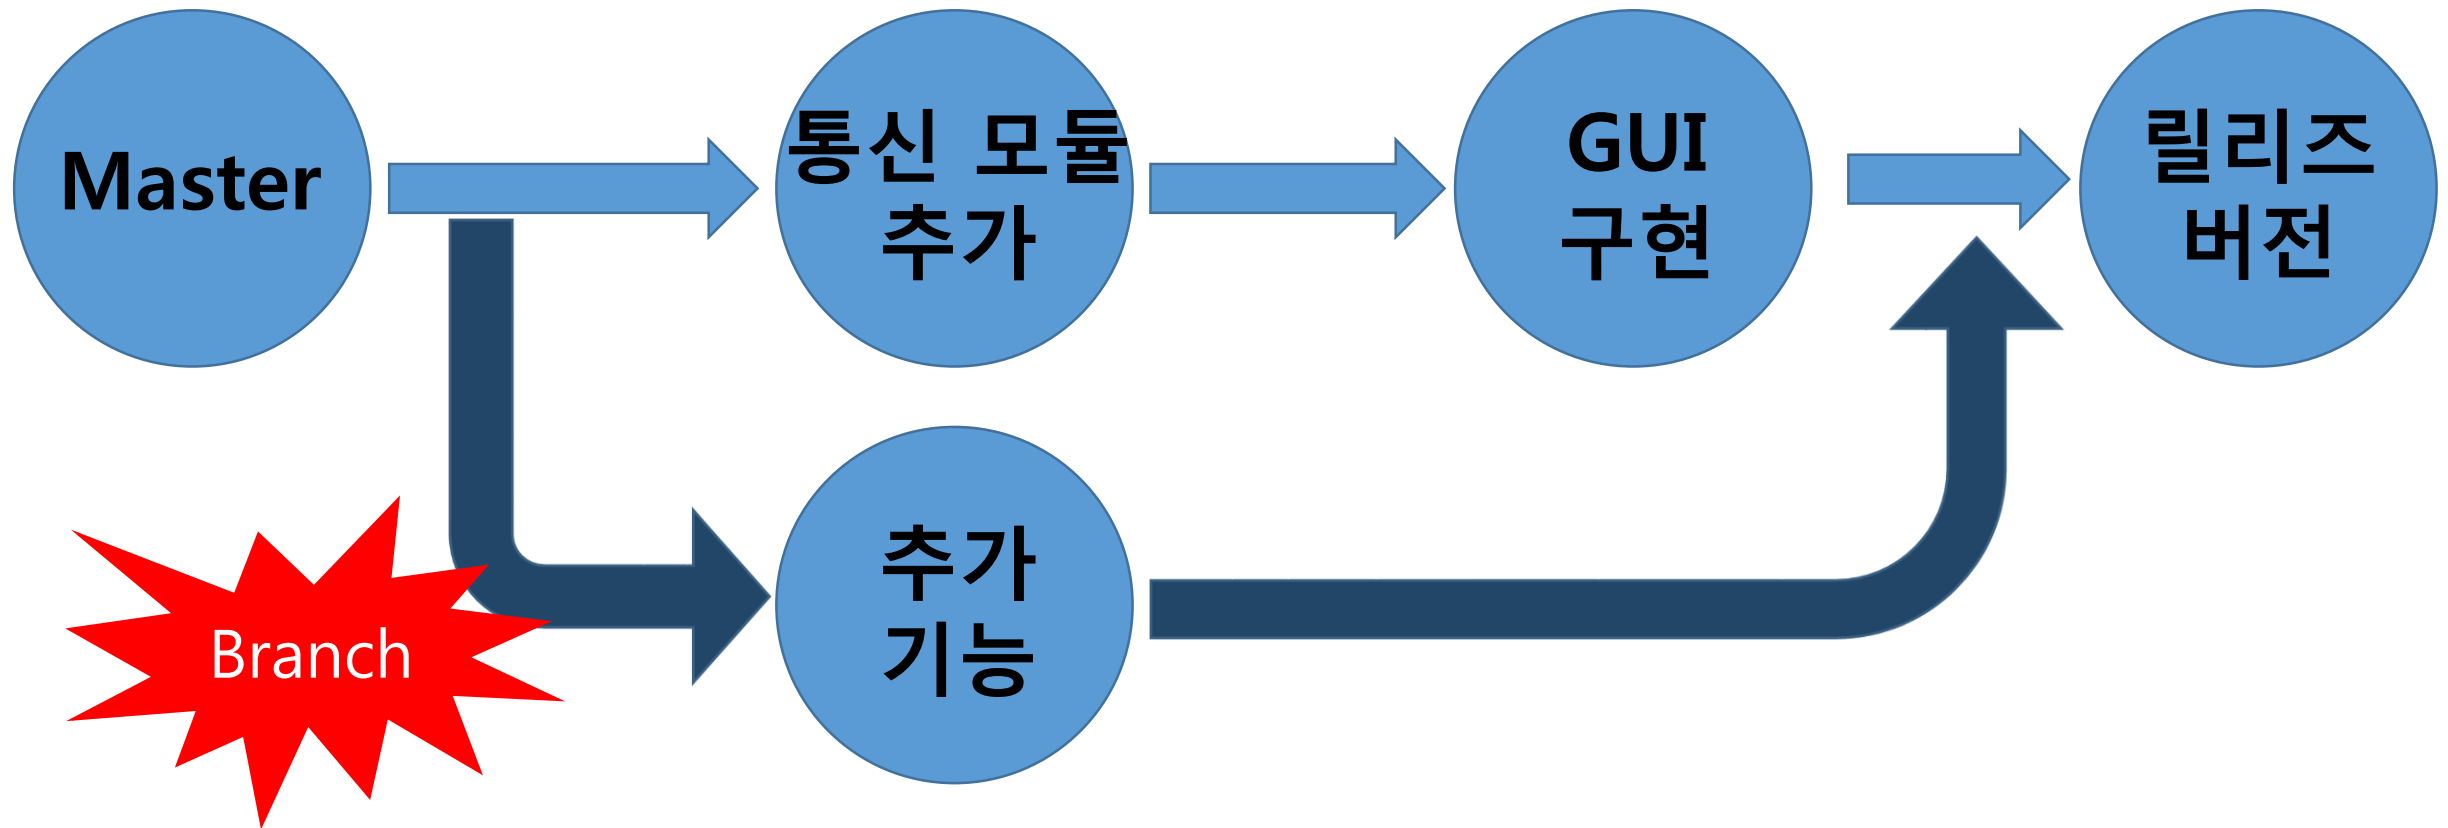 Master
통신 모듈
추가
GUI
구현
릴리즈
버전
Branch
추가
기능